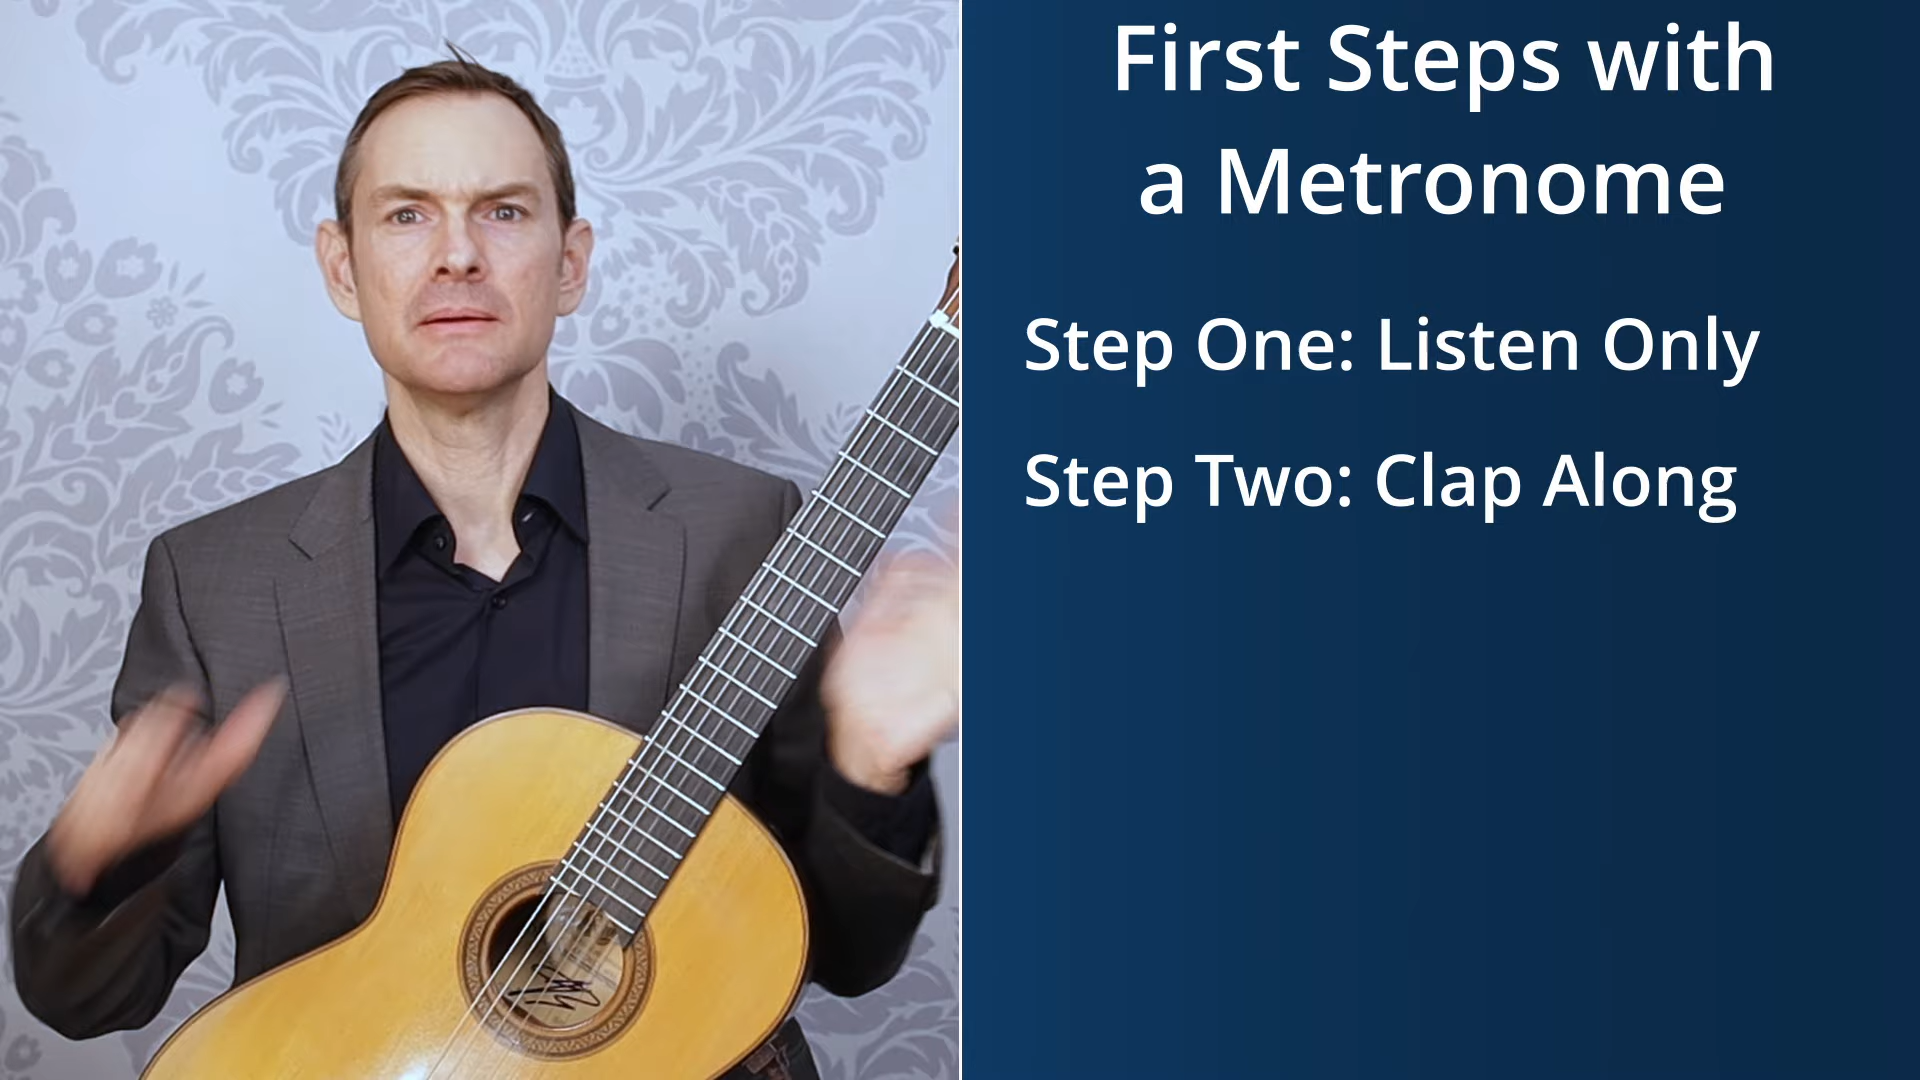 First Steps with
a Metronome
Step One: Listen Only
Step Two: Clap Along